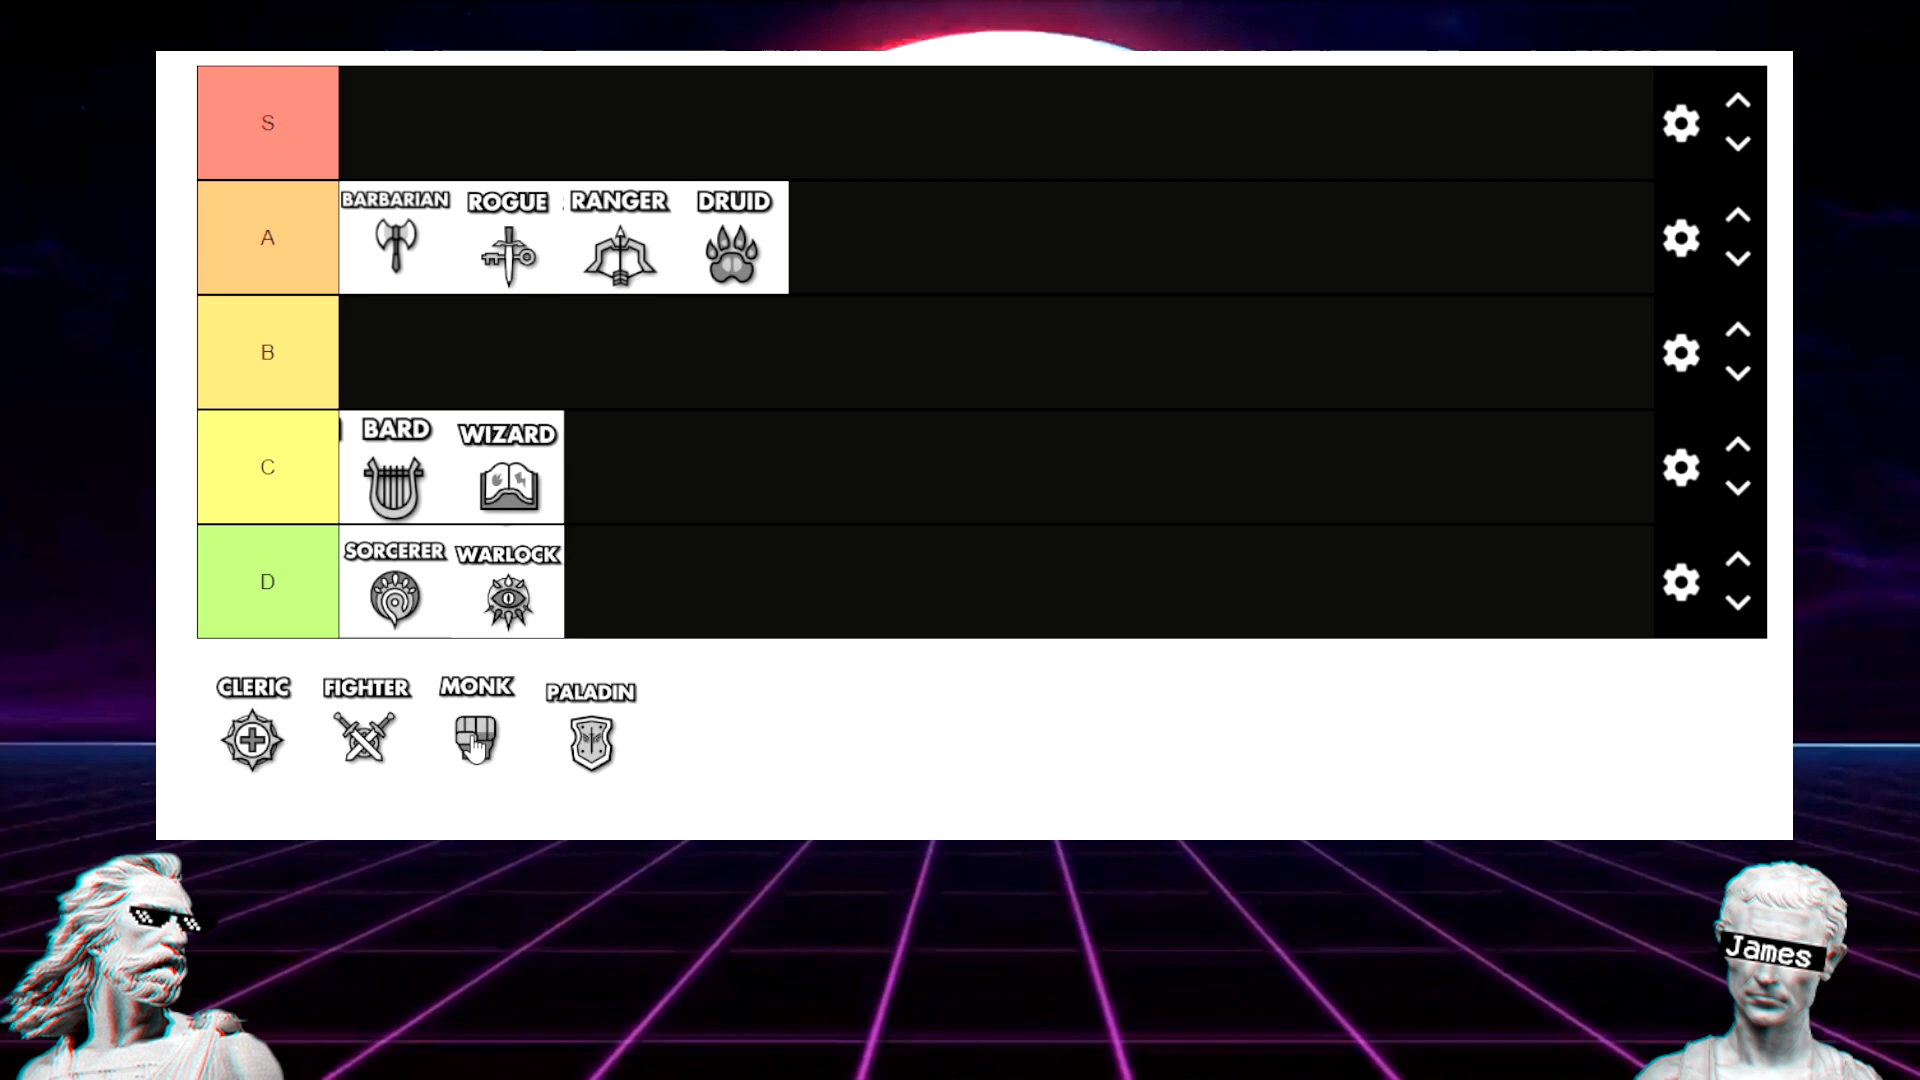 S
A
BARBARIAN
ROGUE
RANGER
DRUID
B
C
BARD
WIZARD
D
SORCERER
WARLOCK
CLERIC
FIGHTER
MONK
PALADIN
James